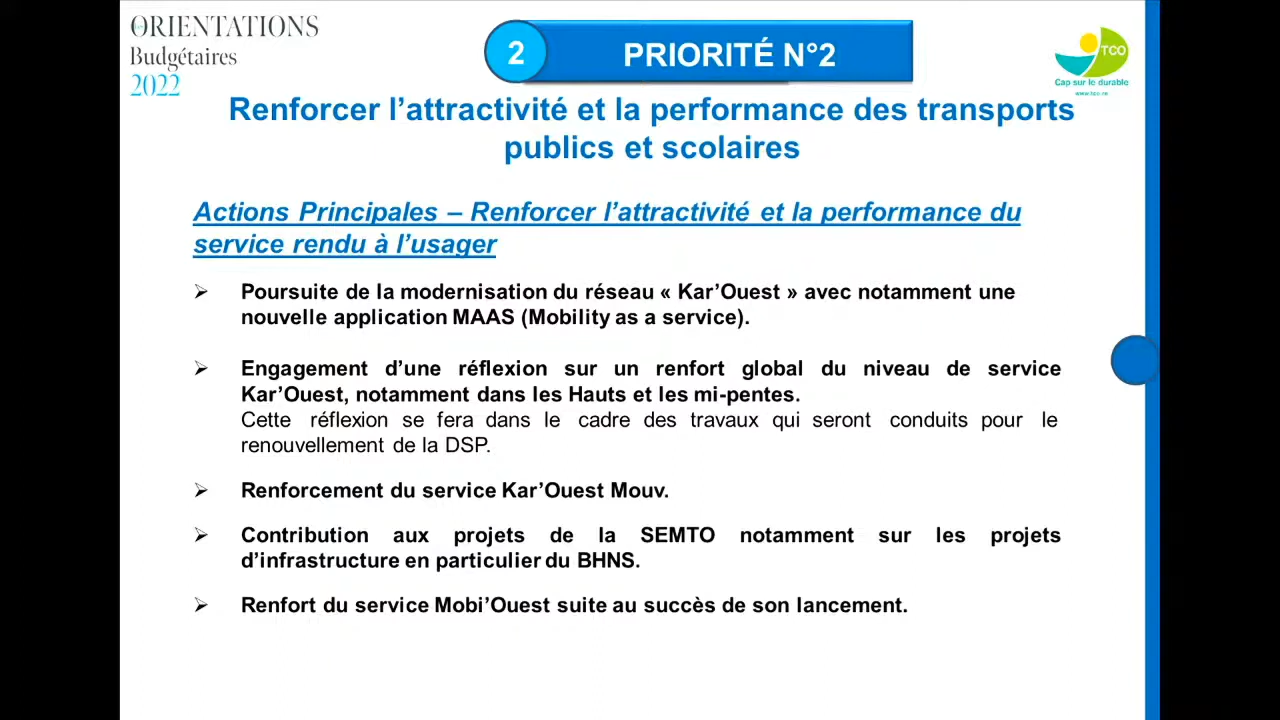 ORIENTATIONS
Budgétaires
2022
2
PRIORITÉ N°2
TCO
Cap sur le durable
www.tco.re
Renforcer l'attractivité et la performance des transports
publics et scolaires
Actions Principales – Renforcer l'attractivité et la performance du
service rendu à l'usager
➢ Poursuite de la modernisation du réseau « Kar'Ouest » avec notamment une
nouvelle application MAAS (Mobility as a service).
➢ Engagement d'une réflexion sur un renfort global du niveau de service
Kar'Ouest, notamment dans les Hauts et les mi-pentes.
Cette réflexion se fera dans le cadre des travaux qui seront conduits pour le
renouvellement de la DSP.
➢ Renforcement du service Kar'Ouest Mouv.
➢ Contribution aux projets de la SEMTO notamment sur les projets
d'infrastructure en particulier du BHNS.
➢ Renfort du service Mobi'Ouest suite au succès de son lancement.